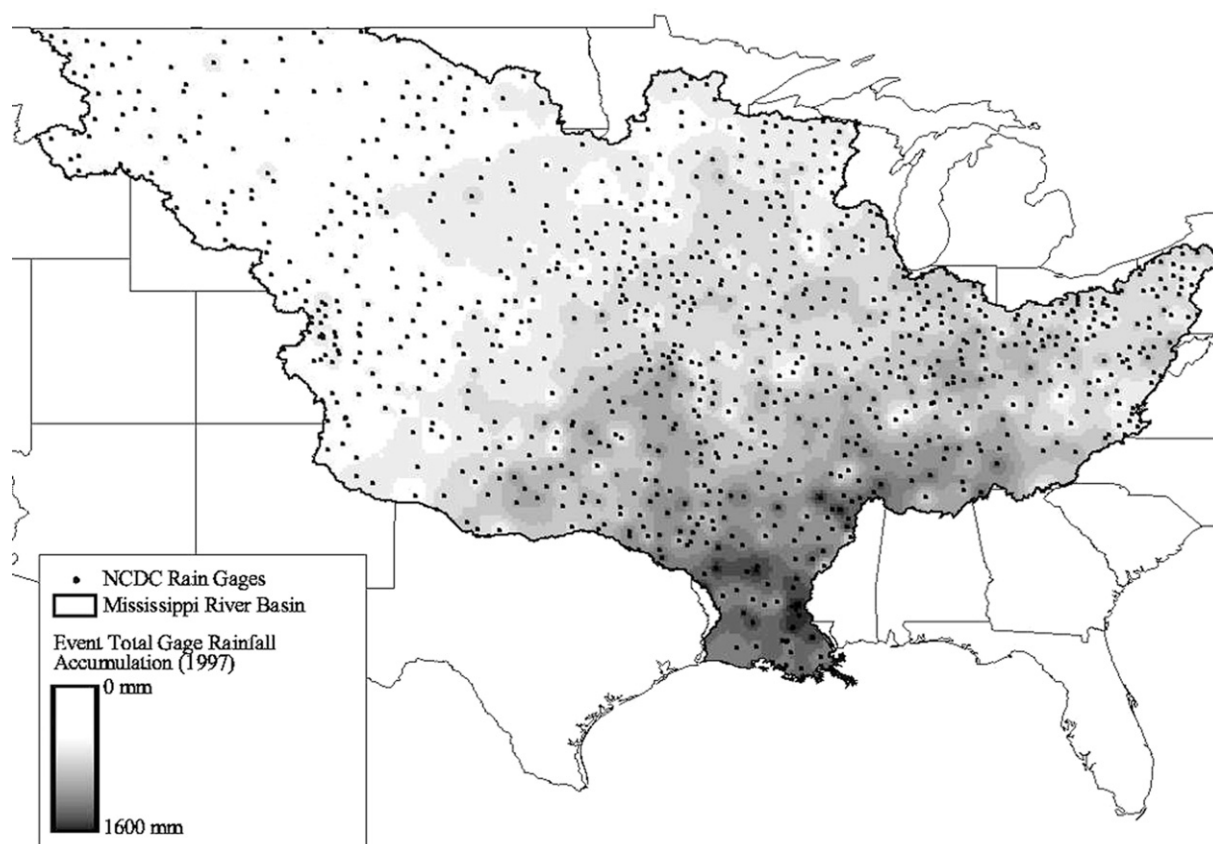 NCDC Rain Gages
Mississippi River Basin
Event Total Gage Rainfall
Accumulation (1997)
0 mm
1600 mm